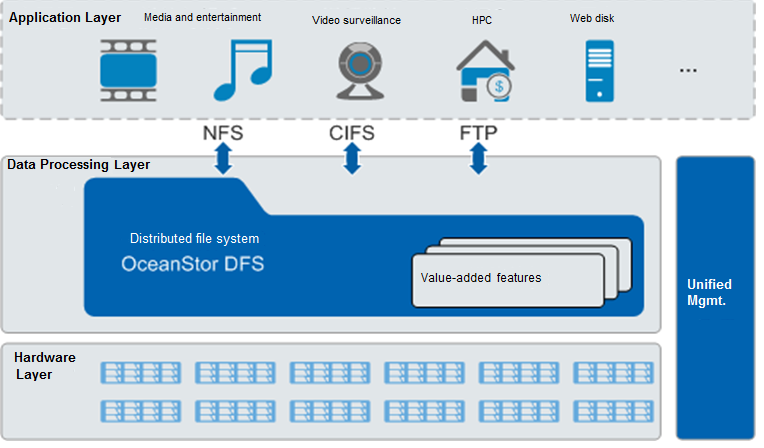 Application Layer
Media and entertainment
Video surveillance
HPC
Web disk
...
NFS
CIFS
FTP
Data Processing Layer
Distributed file system
OceanStor DFS
Value-added features
Unified
Mgmt.
Hardware
Layer
$